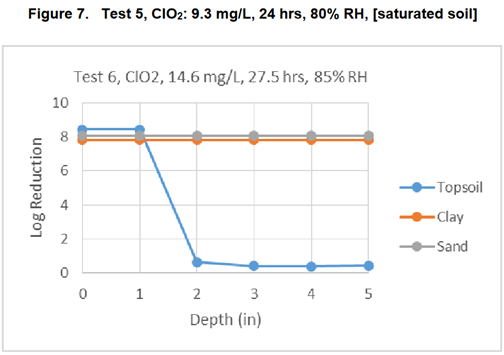 Figure 7. Test 5, ClO₂: 9.3 mg/L, 24 hrs, 80% RH, [saturated soil]
Test 6, ClO2, 14.6 mg/L, 27.5 hrs, 85% RH
10
8
6
4
2
0
Log Reduction
0 1 2 3 4 5
Depth (in)
Topsoil
Clay
Sand